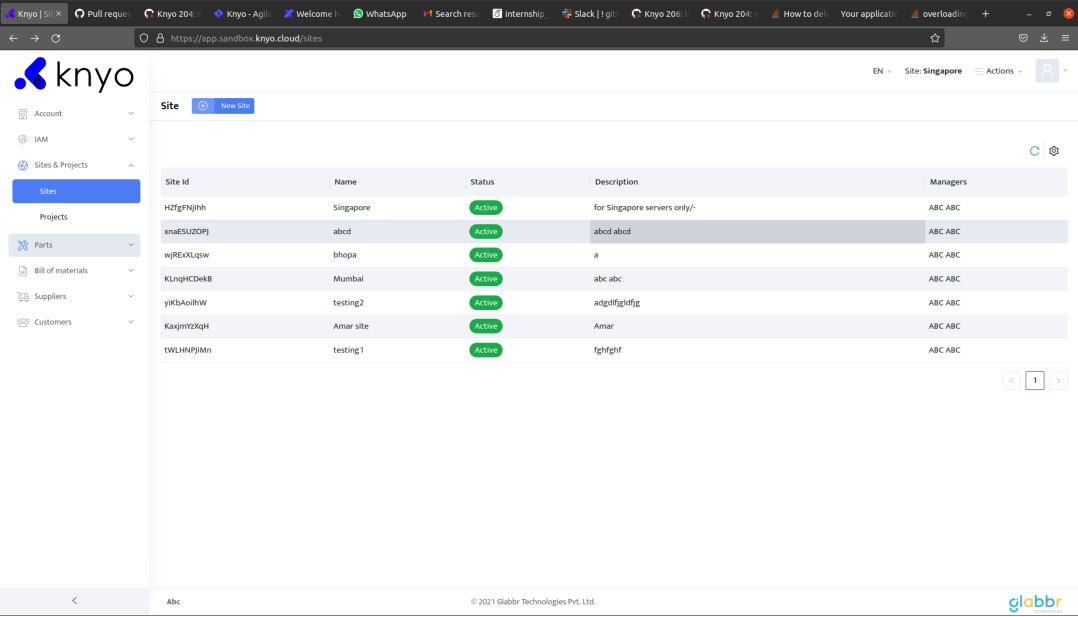 Knyo | Sit
Pull reques
Knyo 204:
Knyo - Agile
Welcome h
WhatsApp
Search resu
internship_
Slack | ! git
Knyo 206:
Knyo 204:
How to del
Your applicatio
overloading
https://app.sandbox.knyo.cloud/sites
knyo
EN
Site: Singapore
Actions
Account
IAM
Sites & Projects
Sites
Projects
Parts
Bill of materials
Suppliers
Customers
Site New Site
Site Id Name Status Description Managers
HZfgFNjIhh Singapore Active for Singapore servers only/- ABC ABC
xnaESUZOPJ abcd Active abcd abcd ABC ABC
wjRExXLqsw bhopa Active a ABC ABC
KLnqHCDekB Mumbai Active abc abc ABC ABC
yiKbAoilhW testing2 Active adgdlfjgldfjg ABC ABC
KaxjmYzXqH Amar site Active Amar ABC ABC
tWLHNPJiMn testing1 Active fghfghf ABC ABC
1
Abc
© 2021 Glabbr Technologies Pvt. Ltd.
glabbr
TECHNOLOGIES